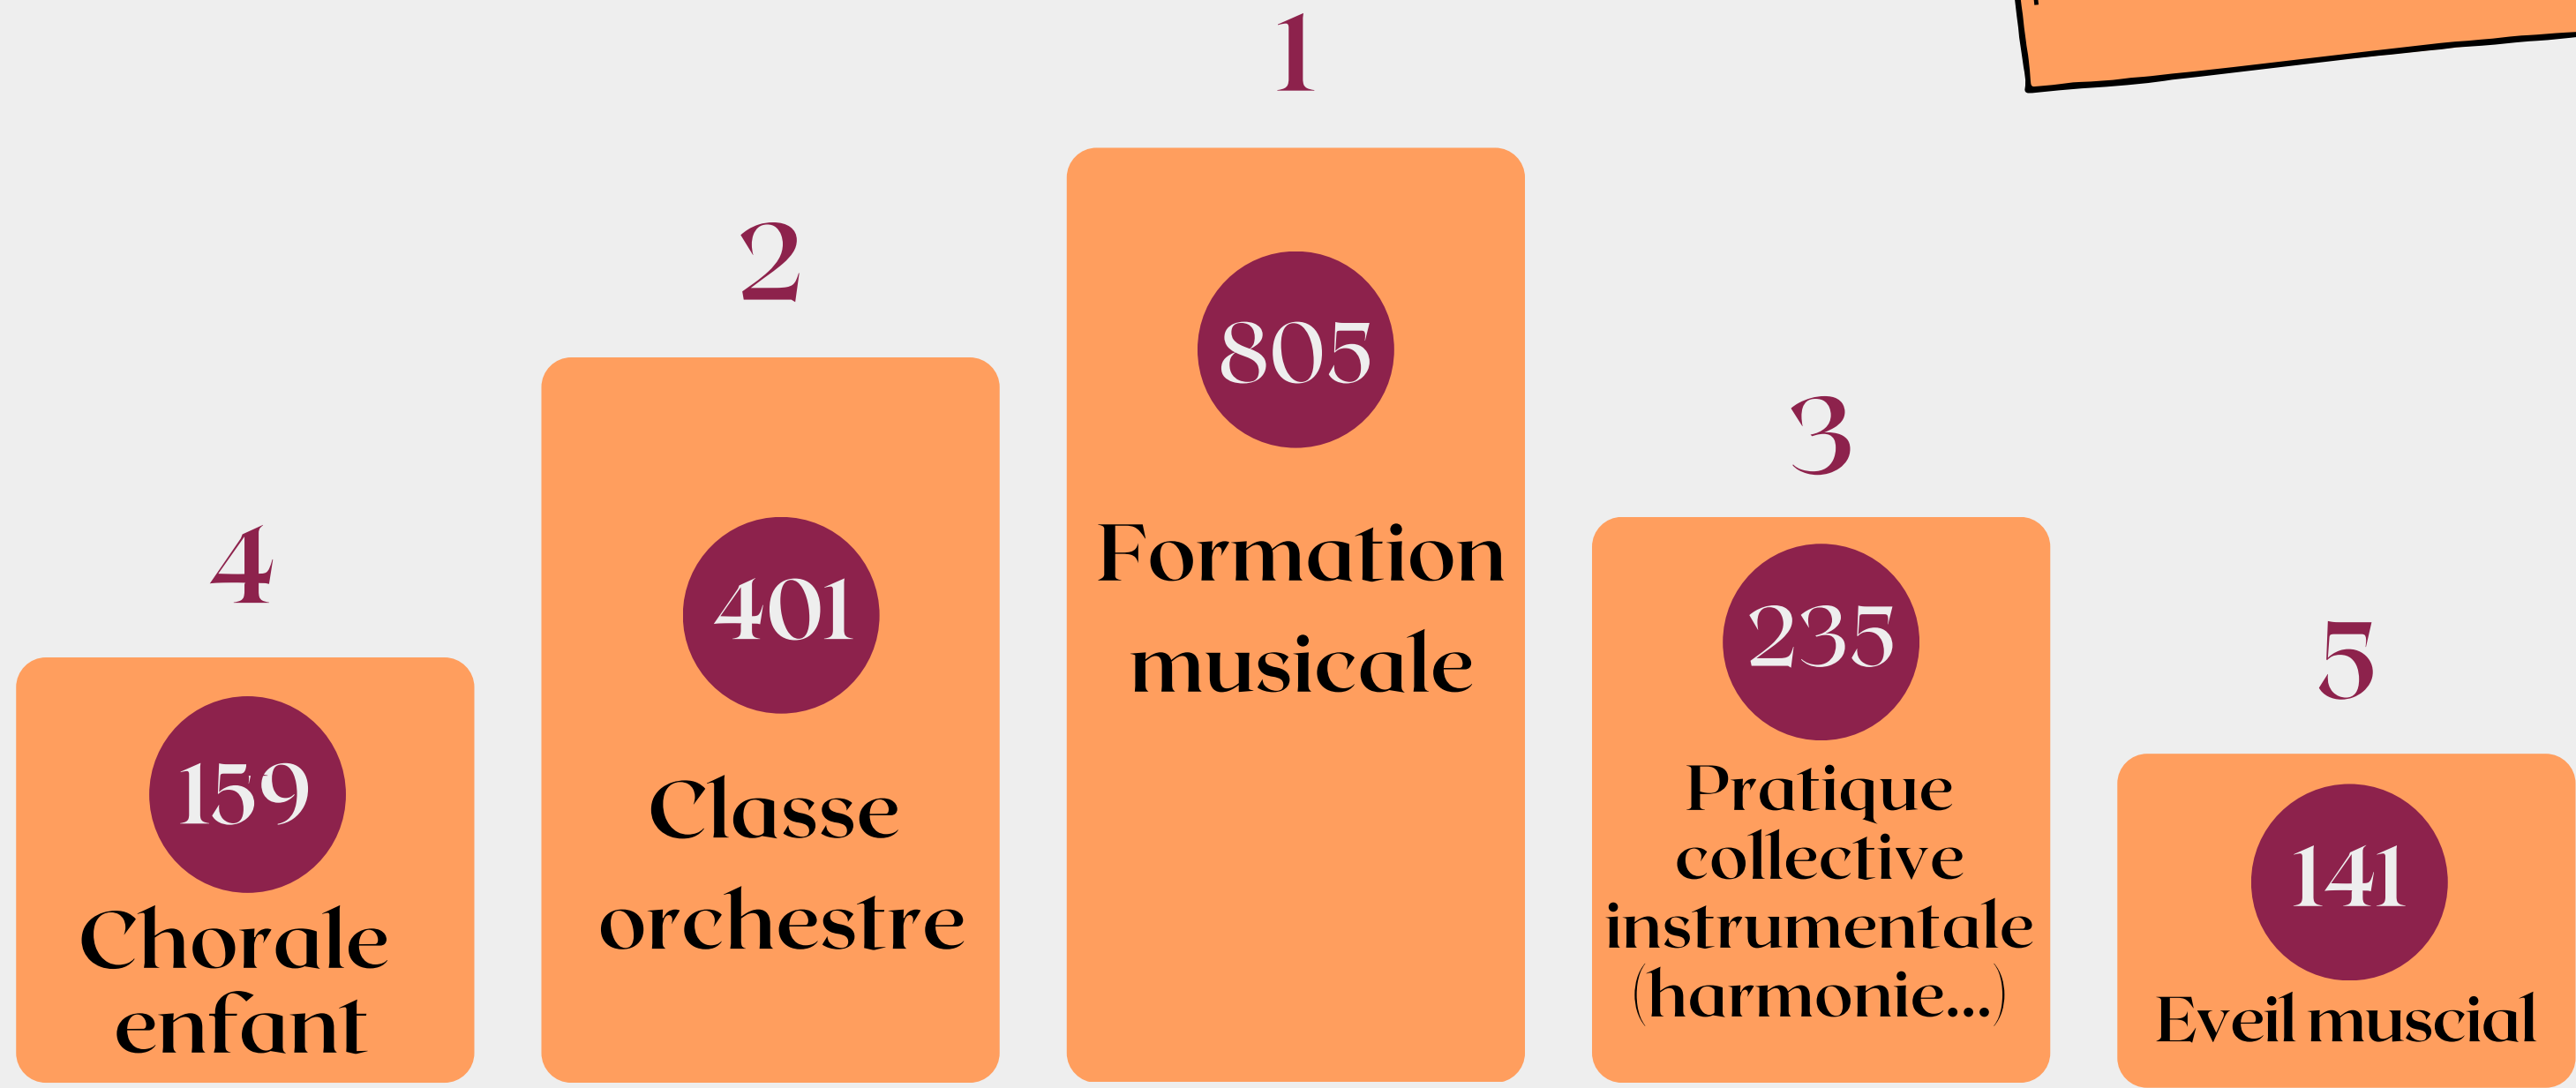 4
159
Chorale
enfant
2
401
Classe
orchestre
1
805
Formation
musicale
3
235
Pratique
collective
instrumentale
(harmonie...)
5
141
Eveil muscial